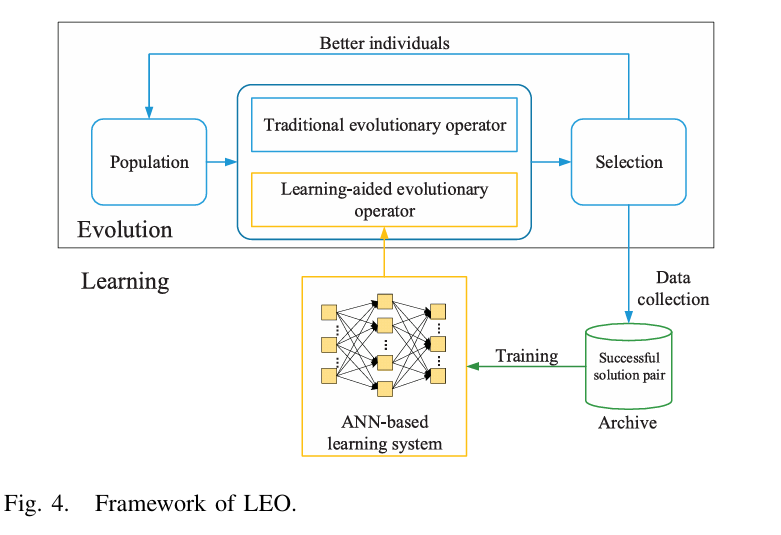 Better individuals
Traditional evolutionary operator
Population
Selection
Learning-aided evolutionary
operator
Evolution
Learning
Data
collection
Training
Successful
solution pair
ANN-based
learning system
Archive
Fig. 4. Framework of LEO.